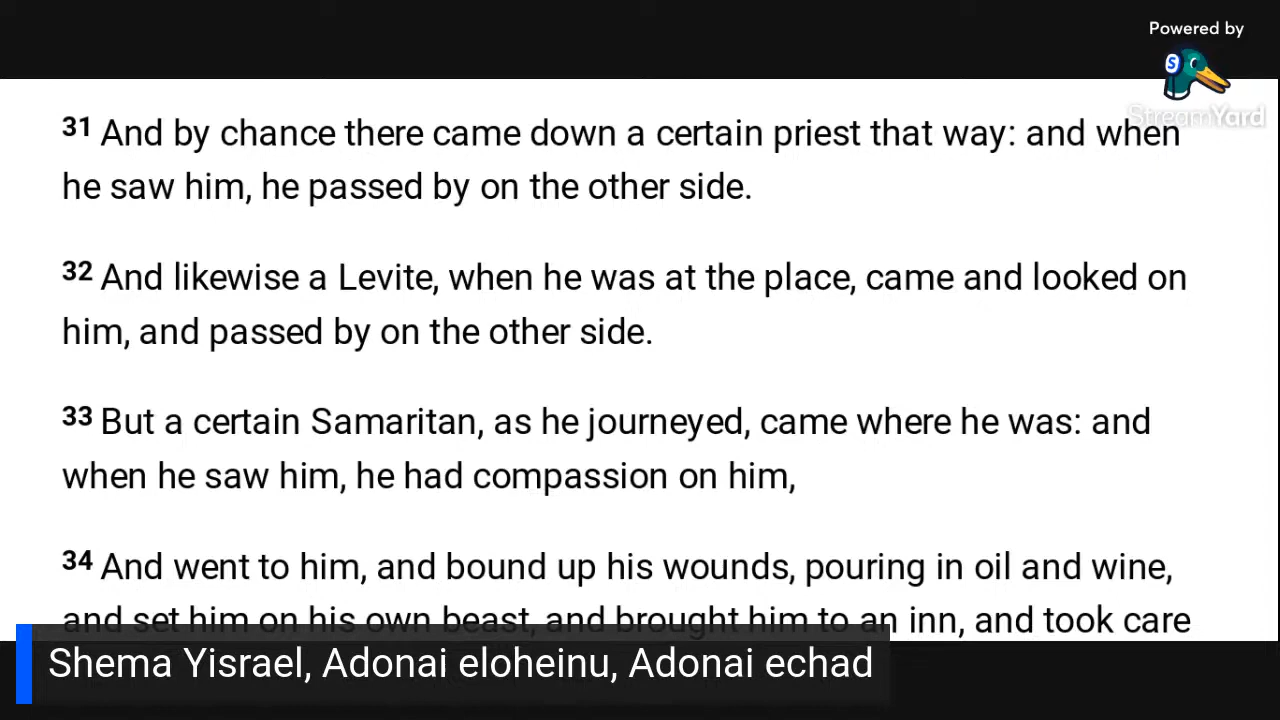 Powered by
S
StreamYard
31 And by chance there came down a certain priest that way: and when
he saw him, he passed by on the other side.
32 And likewise a Levite, when he was at the place, came and looked on
him, and passed by on the other side.
33 But a certain Samaritan, as he journeyed, came where he was: and
when he saw him, he had compassion on him,
34 And went to him, and bound up his wounds, pouring in oil and wine,
and set him on his own beast, and brought him to an inn, and took care
Shema Yisrael, Adonai eloheinu, Adonai echad